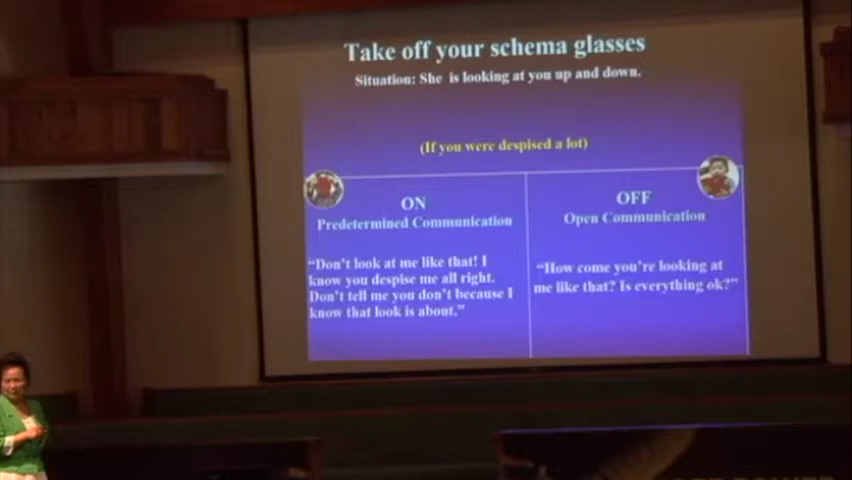 Take off your schema glasses
Situation: She is looking at you up and down.
(If you were despised a lot)
ON
Predetermined Communication
"Don't look at me like that! I
know you despise me all right.
Don't tell me you don't because I
know that look is about."
OFF
Open Communication
"How come you're looking at
me like that? Is everything ok?"